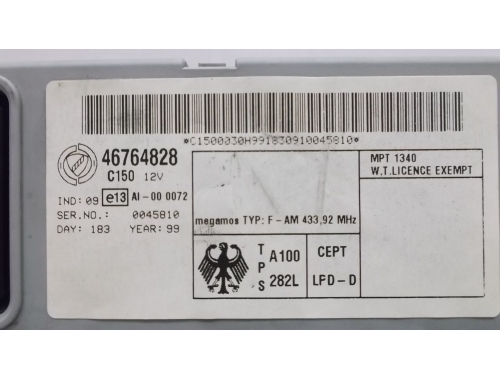 *C1500030H991830910045810*
46764828
C150 12V
IND: 09 e13 AI-00 0072
SER.NO.: 0045810
DAY: 183 YEAR: 99
megamos TYP: F - AM 433,92 MHz
TPS
A100
282L
CEPT
LPD-D
MPT 1340
W.T.LICENCE EXEMPT